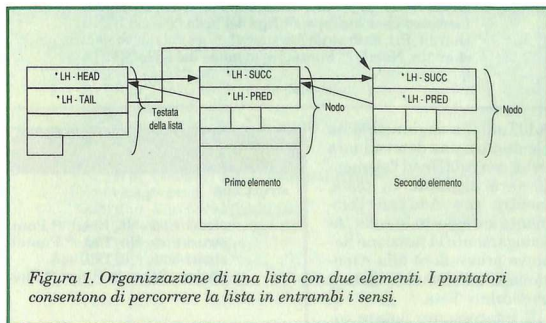 * LH - HEAD
* LH - TAIL
Testata
della lista
* LH - SUCC
* LH - PRED
Nodo
Primo elemento
* LH - SUCC
* LH - PRED
Nodo
Secondo elemento
Figura 1. Organizzazione di una lista con due elementi. I puntatori
consentono di percorrere la lista in entrambi i sensi.